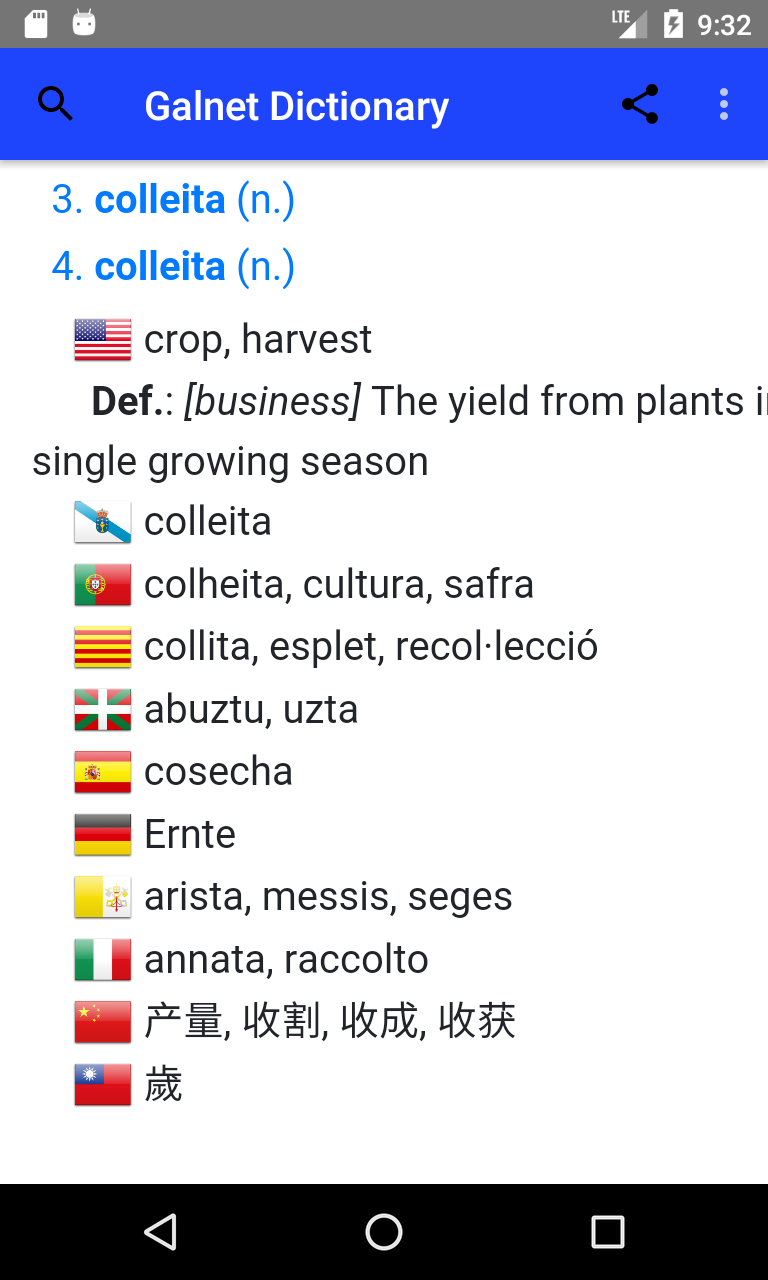 LTE 9:32
Galnet Dictionary
3. colleita (n.)
4. colleita (n.)
crop, harvest
Def.: [business] The yield from plants
single growing season
colleita
colheita, cultura, safra
collita, esplet, recol·lecció
abuztu, uzta
cosecha
Ernte
arista, messis, seges
annata, raccolto
产量, 收割, 收成, 收获
歲